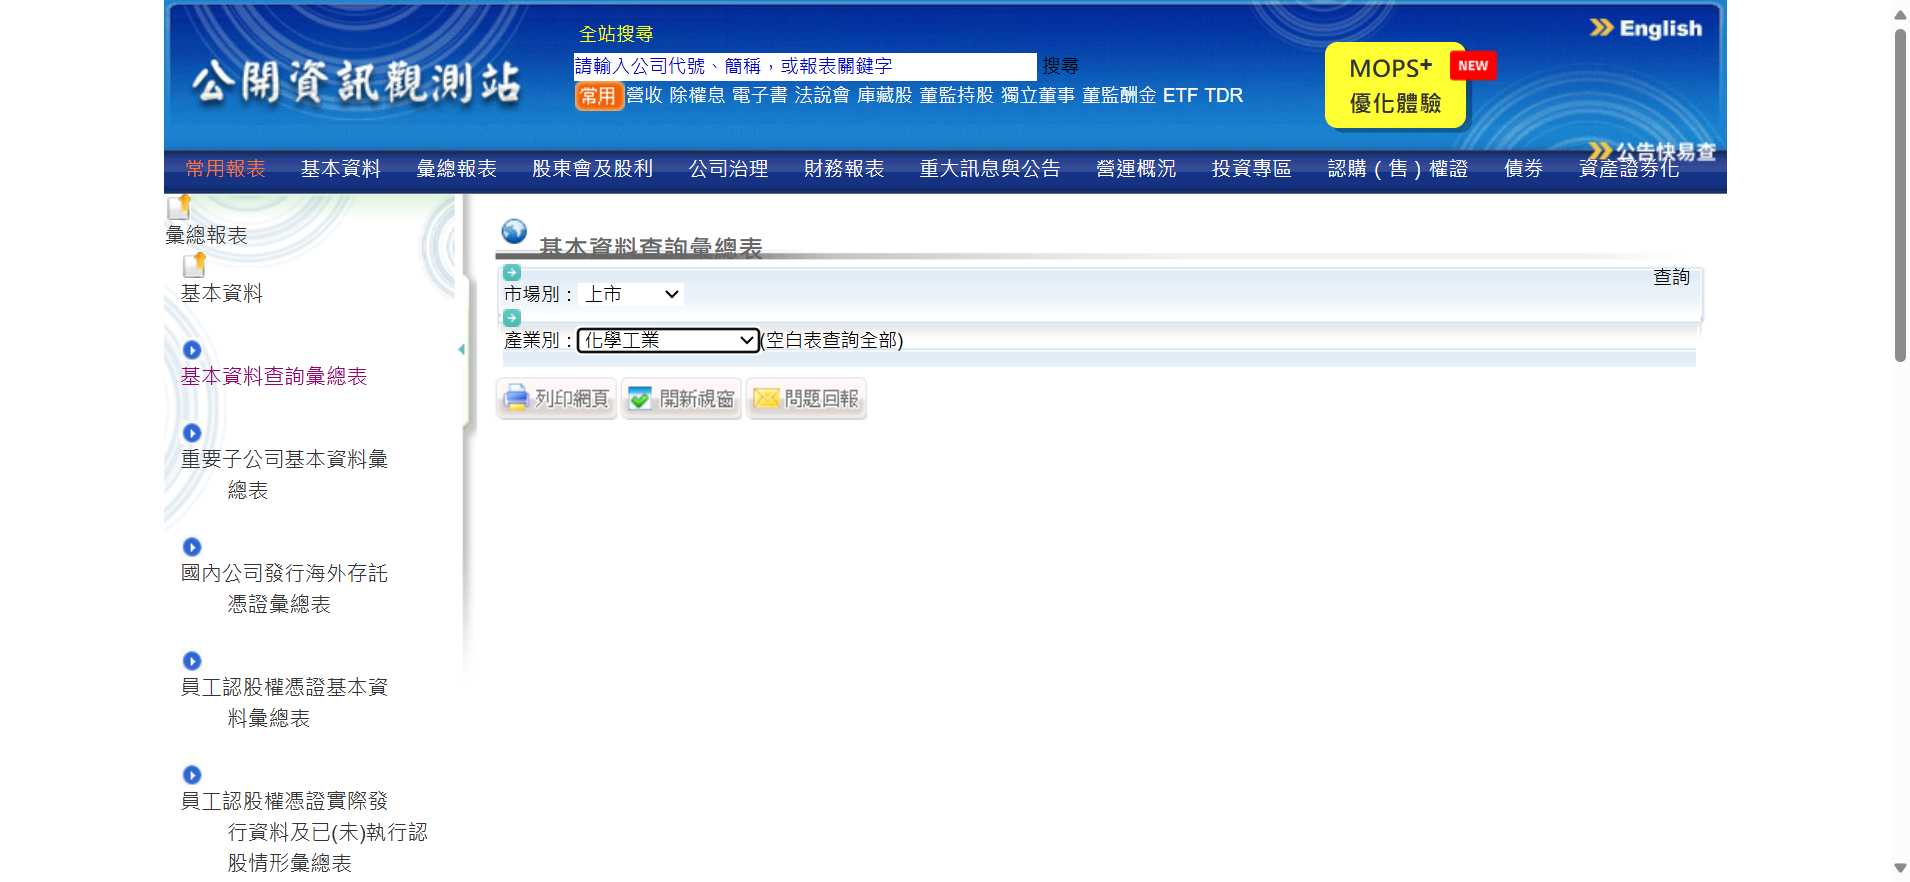 公開資訊觀測站
全站搜尋
請輸入公司代號、簡稱，或報表關鍵字 搜尋
常用 營收 除權息 電子書 法說會 庫藏股 董監持股 獨立董事 董監酬金 ETF TDR
MOPS+
優化體驗
NEW
English
公告快易查
常用報表 基本資料 彙總報表 股東會及股利 公司治理 財務報表 重大訊息與公告 營運概況 投資專區 認購（售）權證 債券 資產證券化
彙總報表
基本資料
基本資料查詢彙總表
重要子公司基本資料彙
總表
國內公司發行海外存託
憑證彙總表
員工認股權憑證基本資
料彙總表
員工認股權憑證實際發
行資料及已(未)執行認
股情形彙總表
基本資料查詢彙總表
市場別：上市
查詢
產業別：化學工業 (空白表查詢全部)
列印網頁 開新視窗 問題回報